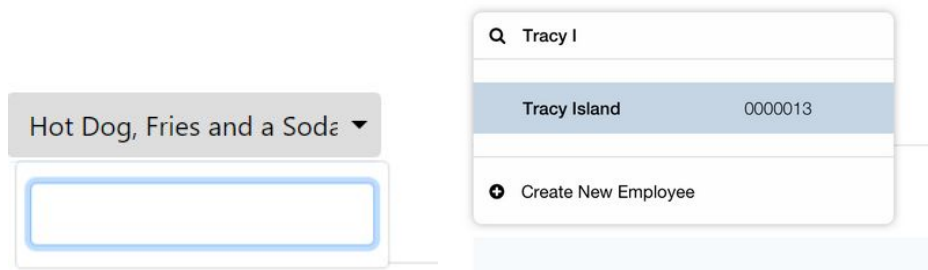 Hot Dog, Fries and a Soda
Tracy I
Tracy Island 0000013
Create New Employee